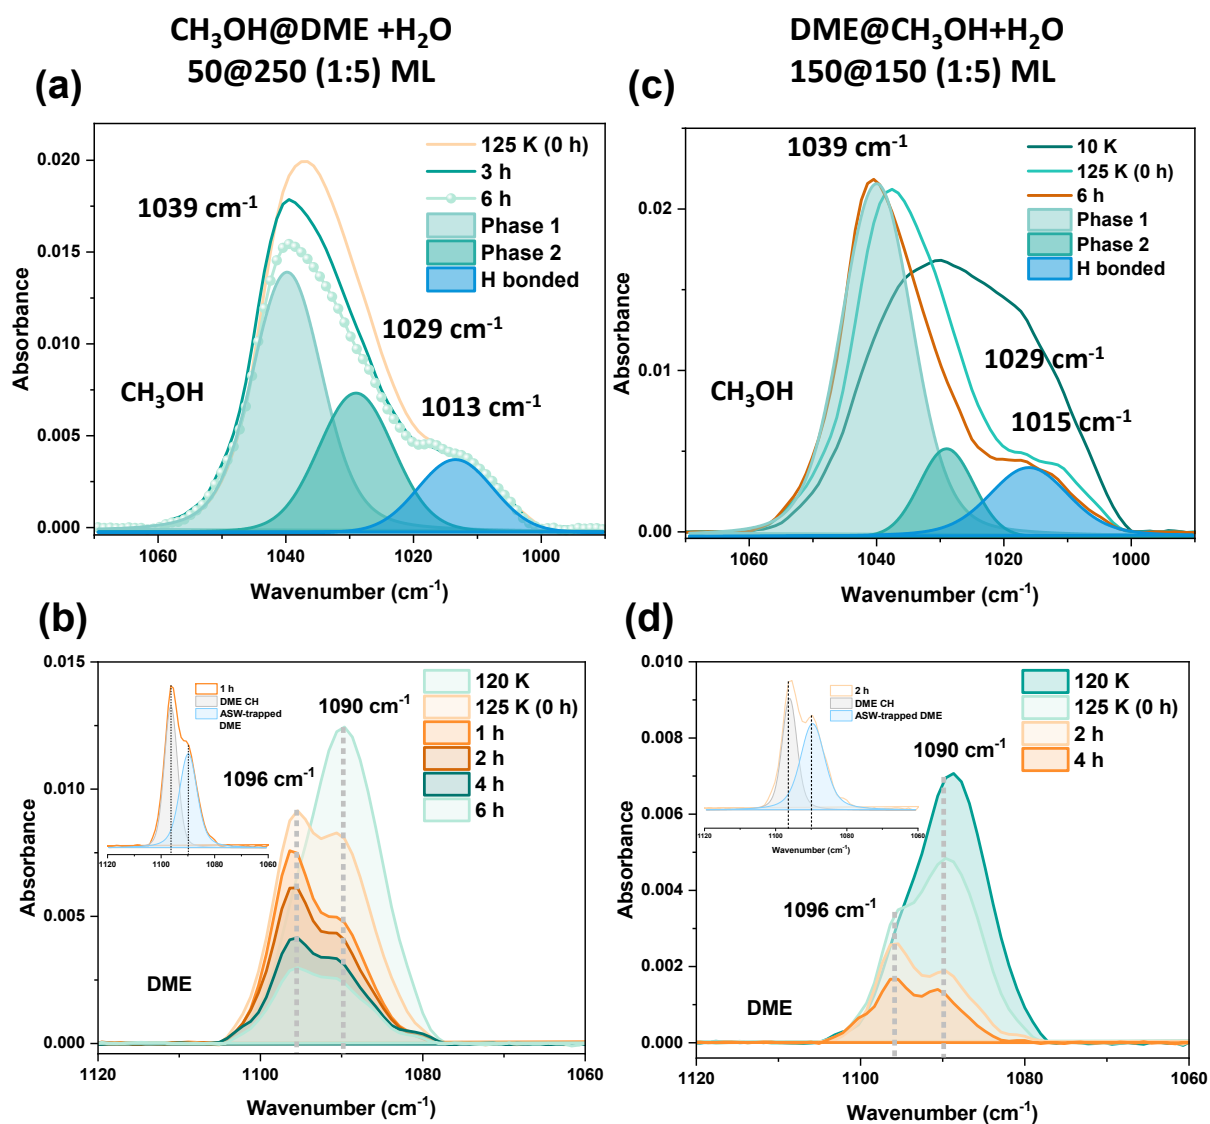 CH₃OH@DME +H₂O
50@250 (1:5) ML
DME@CH₃OH+H₂O
150@150 (1:5) ML
(a)
0.020
0.015
0.010
0.005
0.000
Absorbance
1060
1040
1020
1000
Wavenumber (cm⁻¹)
1039 cm⁻¹
1029 cm⁻¹
1013 cm⁻¹
CH₃OH
125 K (0 h)
3 h
6 h
Phase 1
Phase 2
H bonded
(c)
0.02
0.01
0.00
Absorbance
1060
1040
1020
1000
Wavenumber (cm⁻¹)
1039 cm⁻¹
1029 cm⁻¹
1015 cm⁻¹
CH₃OH
10 K
125 K (0 h)
6 h
Phase 1
Phase 2
H bonded
(b)
0.015
0.010
0.005
0.000
Absorbance
1120
1100
1080
1060
Wavenumber (cm⁻¹)
1090 cm⁻¹
1096 cm⁻¹
DME
120 K
125 K (0 h)
1 h
2 h
4 h
6 h
1 h
DME CH
ASW-trapped
DME
1120
1100
1080
1060
(d)
0.010
0.008
0.006
0.004
0.002
0.000
Absorbance
1120
1100
1080
1060
Wavenumber (cm⁻¹)
1090 cm⁻¹
1096 cm⁻¹
DME
120 K
125 K (0 h)
2 h
4 h
2 h
DME CH
ASW-trapped DME
1120
1100
1080
1060
Wavenumber (cm⁻¹)